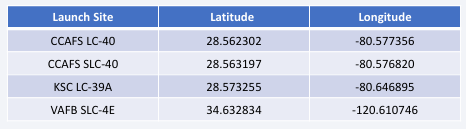 Launch Site Latitude Longitude
CCAFS LC-40 28.562302 -80.577356
CCAFS SLC-40 28.563197 -80.576820
KSC LC-39A 28.573255 -80.646895
VAFB SLC-4E 34.632834 -120.610746